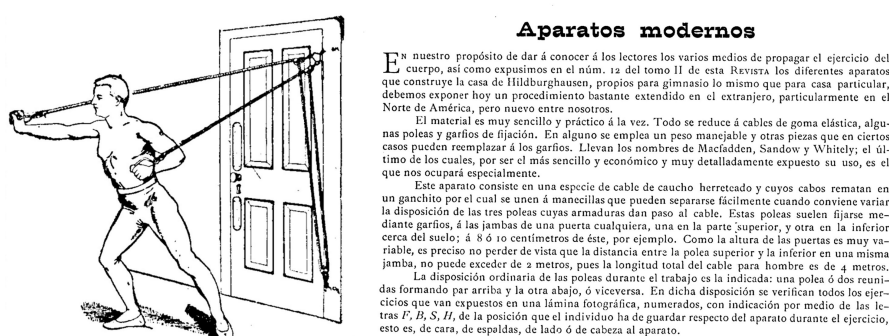 Aparatos modernos
EN nuestro propósito de dar á conocer á los lectores los varios medios de propagar el ejercicio del
cuerpo, así como expusimos en el núm. 12 del tomo II de esta REVISTA los diferentes aparatos
que construye la casa de Hildburghausen, propios para gimnasio lo mismo que para casa particular,
debemos exponer hoy un procedimiento bastante extendido en el extranjero, particularmente en el
Norte de América, pero nuevo entre nosotros.
El material es muy sencillo y práctico á la vez. Todo se reduce á cables de goma elástica, algu-
nas poleas y garfios de fijación. En alguno se emplea un peso manejable y otras piezas que en ciertos
casos pueden reemplazar á los garfios. Llevan los nombres de Macfadden, Sandow y Whitely; el úl-
timo de los cuales, por ser el más sencillo y económico y muy detalladamente expuesto su uso, es el
que nos ocupará especialmente.
Este aparato consiste en una especie de cable de caucho herreteado y cuyos cabos rematan en
un ganchito por el cual se unen á manecillas que pueden separarse fácilmente cuando conviene variar
la disposición de las tres poleas cuyas armaduras dan paso al cable. Estas poleas suelen fijarse me-
diante garfios, á las jambas de una puerta cualquiera, una en la parte superior, y otra en la inferior
cerca del suelo; á 8 ó 10 centímetros de éste, por ejemplo. Como la altura de las puertas es muy va-
riable, es preciso no perder de vista que la distancia entre la polea superior y la inferior en una misma
jamba, no puede exceder de 2 metros, pues la longitud total del cable para hombre es de 4 metros.
La disposición ordinaria de las poleas durante el trabajo es la indicada: una polea ó dos reuni-
das formando par arriba y la otra abajo, ó viceversa. En dicha disposición se verifican todos los ejer-
cicios que van expuestos en una lámina fotográfica, numerados, con indicación por medio de las le-
tras F, B, S, H, de la posición que el individuo ha de guardar respecto del aparato durante el ejercicio,
esto es, de cara, de espaldas, de lado ó de cabeza al aparato.